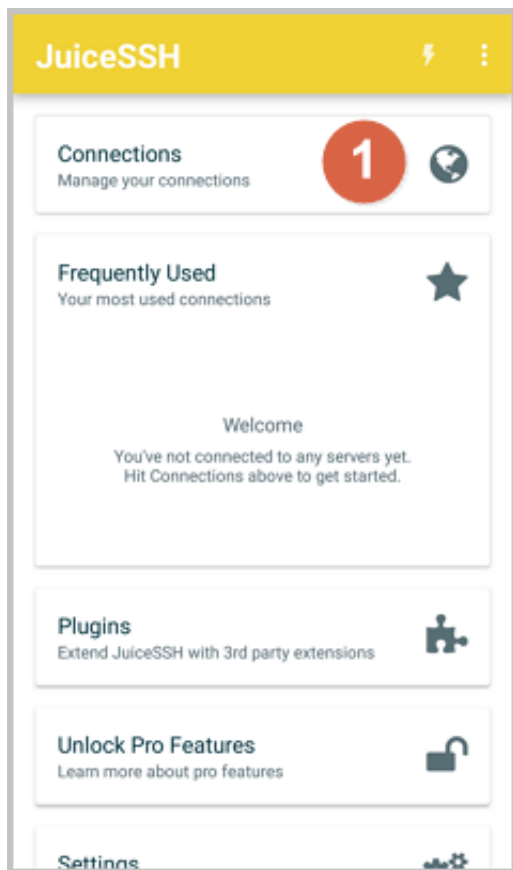 JuiceSSH
Connections
Manage your connections
1
Frequently Used
Your most used connections
Welcome
You've not connected to any servers yet.
Hit Connections above to get started.
Plugins
Extend JuiceSSH with 3rd party extensions
Unlock Pro Features
Learn more about pro features
Settings